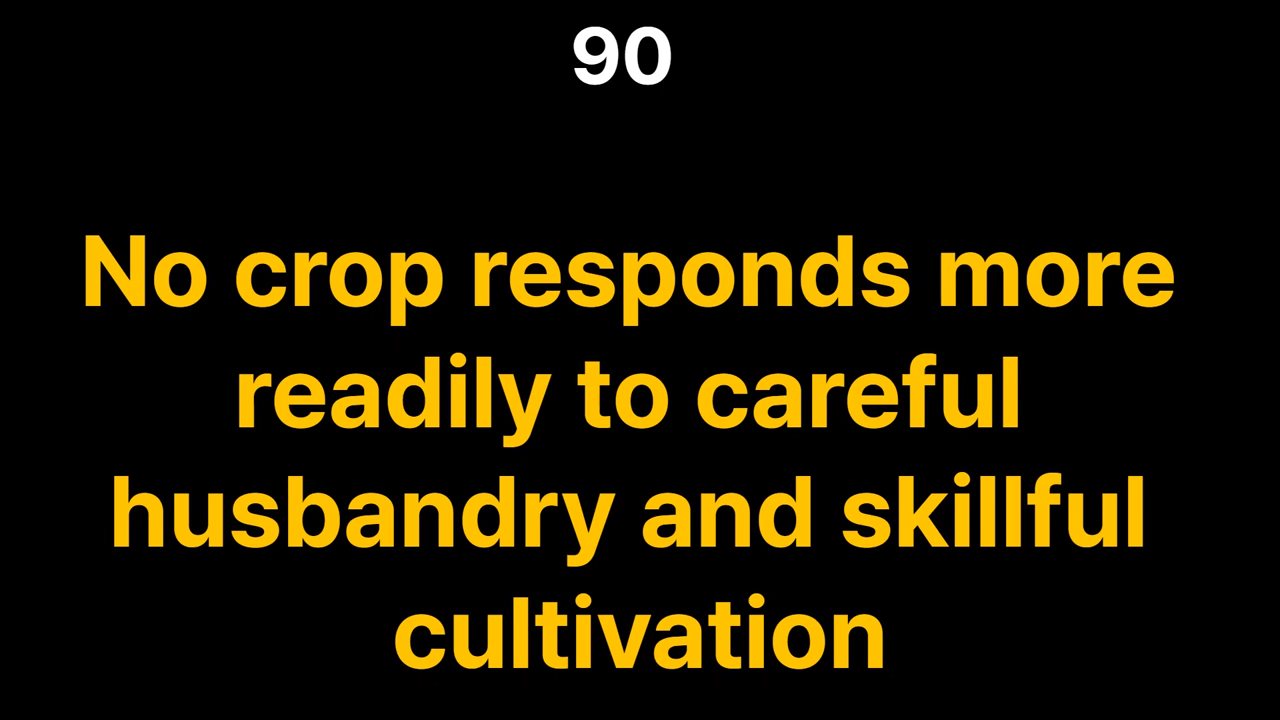 90
No crop responds more
readily to careful
husbandry and skillful
cultivation